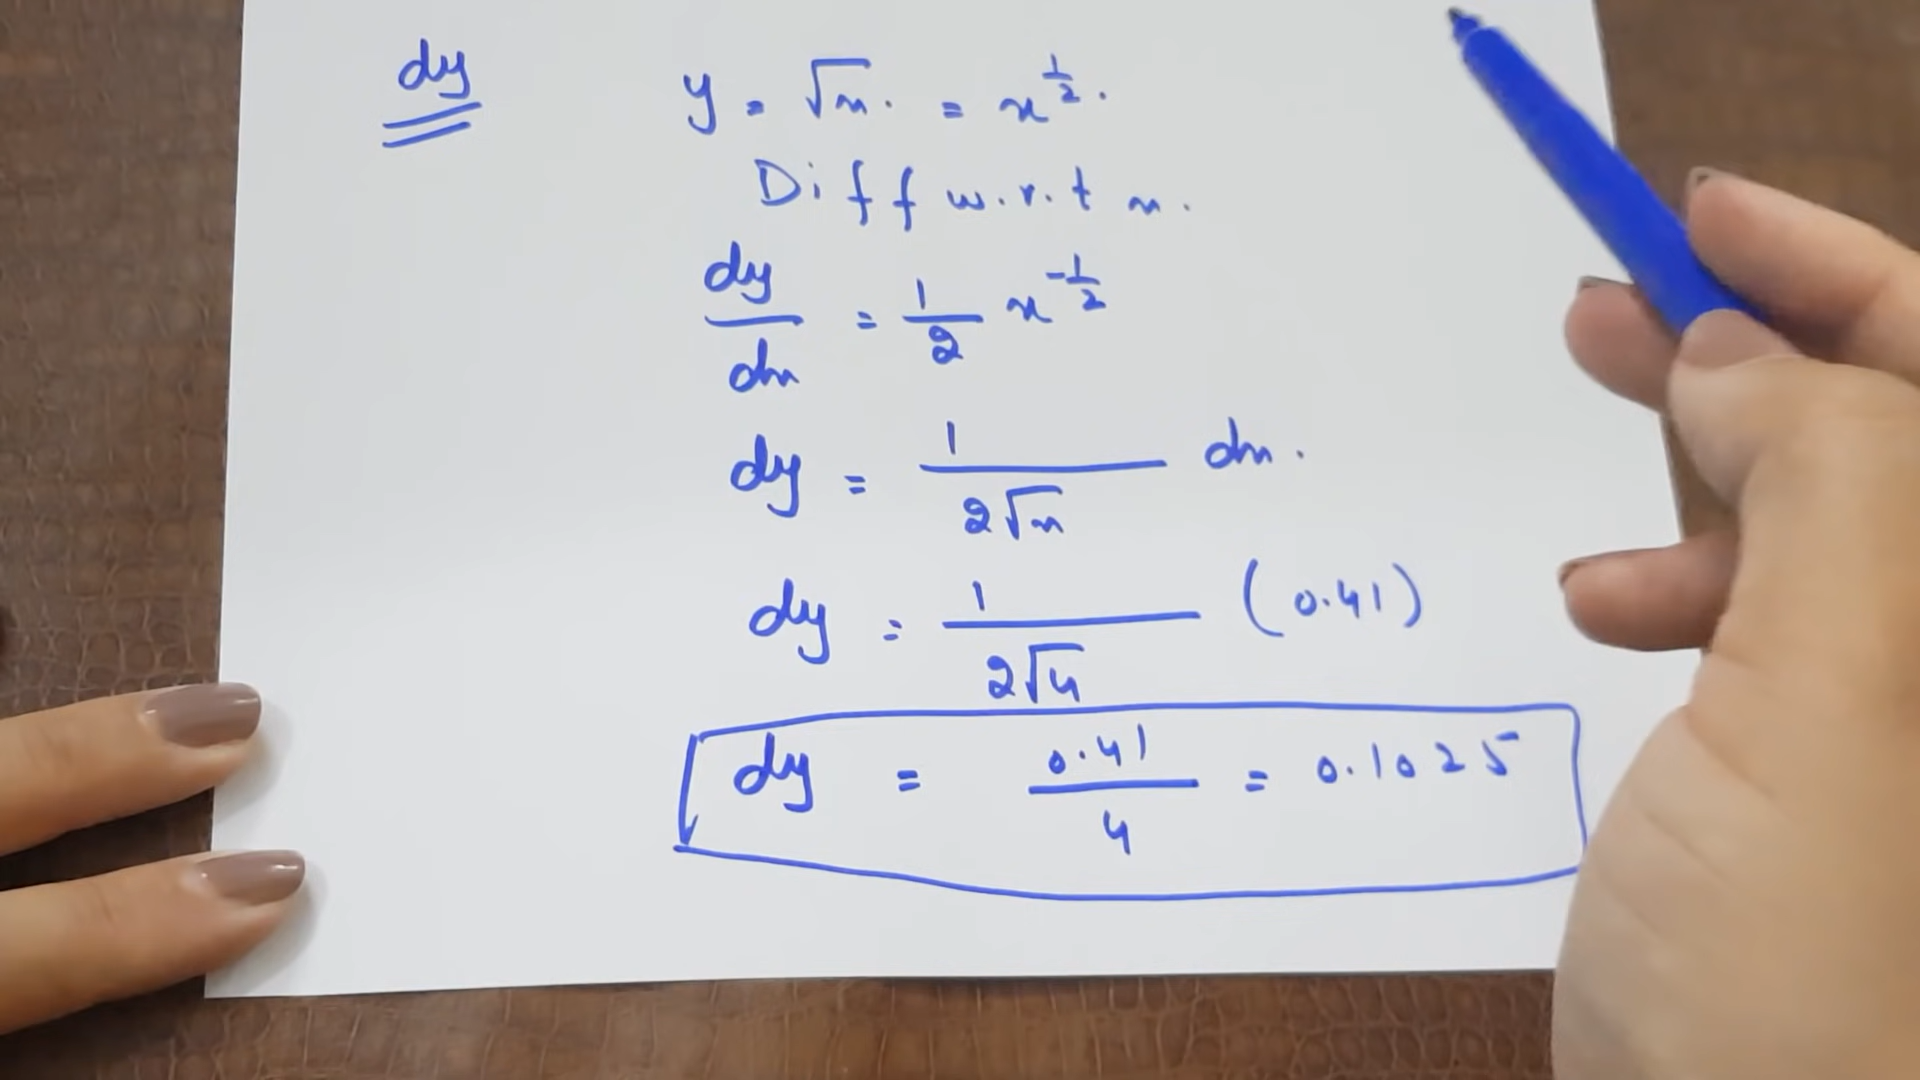 dy
y = √x. = x^{1/2}.
Diff w.r.t x.
dy/dx = 1/2 x^{-1/2}
dy = 1/(2√x) dx.
dy = 1/(2√4) (0.41)
dy = 0.41/4 = 0.1025